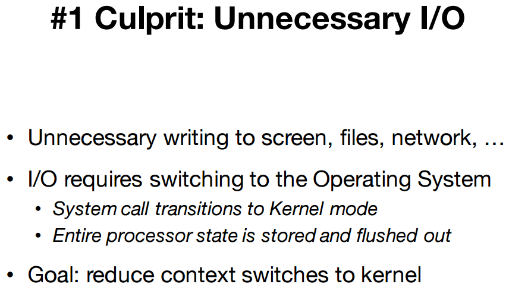 #1 Culprit: Unnecessary I/O
• Unnecessary writing to screen, files, network, …
• I/O requires switching to the Operating System
• System call transitions to Kernel mode
• Entire processor state is stored and flushed out
• Goal: reduce context switches to kernel